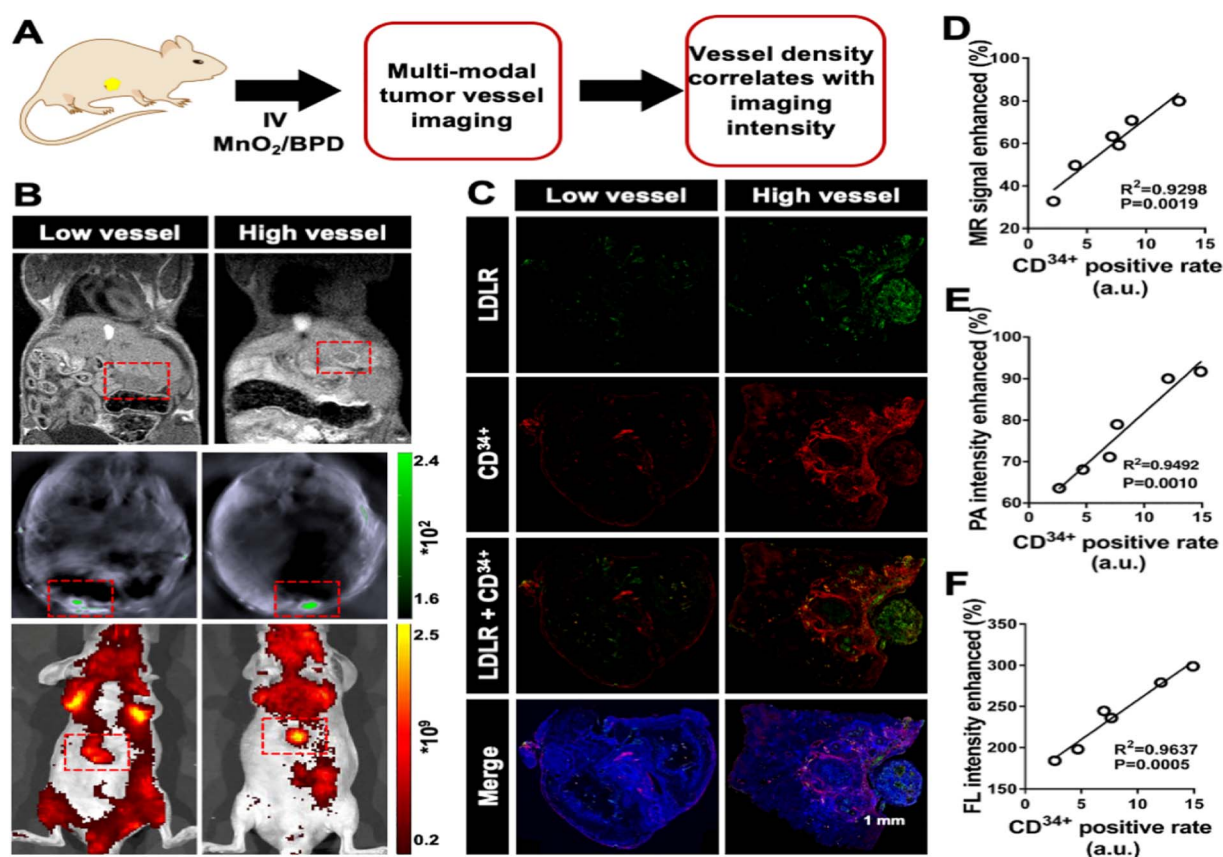 A
IV
MnO₂/BPD
Multi-modal
tumor vessel
imaging
Vessel density
correlates with
imaging
intensity
B
Low vessel
High vessel
2.4
*10²
1.6
2.5
*10⁹
0.2
C
Low vessel
High vessel
LDLR
CD³⁴⁺
LDLR + CD³⁴⁺
Merge
1 mm
D
MR signal enhanced (%)
100
80
60
40
20
R²=0.9298
P=0.0019
0
5
10
15
CD³⁴⁺ positive rate
(a.u.)
E
PA intensity enhanced (%)
100
90
80
70
60
R²=0.9492
P=0.0010
0
5
10
15
CD³⁴⁺ positive rate
(a.u.)
F
FL intensity enhanced (%)
350
300
250
200
150
R²=0.9637
P=0.0005
0
5
10
15
CD³⁴⁺ positive rate
(a.u.)